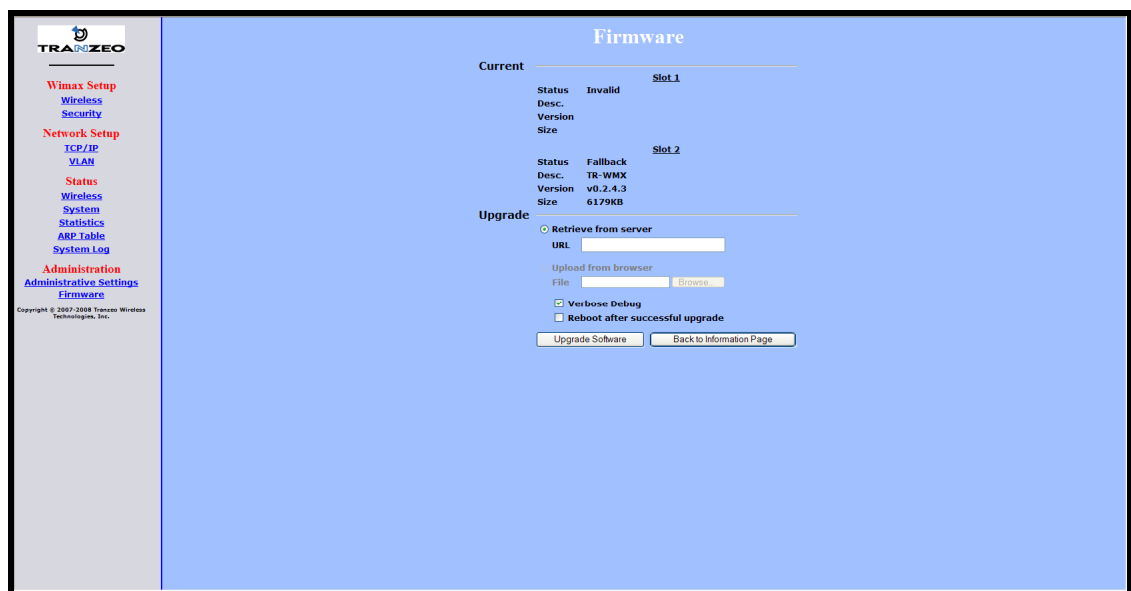 TRANZEO
Wimax Setup
Wireless
Security
Network Setup
TCP/IP
VLAN
Status
Wireless
System
Statistics
ARP Table
System Log
Administration
Administrative Settings
Firmware
Copyright © 2007-2008 Tranzeo Wireless
Technologies, Inc.
Firmware
Current
Slot 1
Status Invalid
Desc.
Version
Size
Slot 2
Status Fallback
Desc. TR-WMX
Version v0.2.4.3
Size 6179KB
Upgrade
Retrieve from server
URL
Upload from browser
File Browse...
Verbose Debug
Reboot after successful upgrade
Upgrade Software Back to Information Page